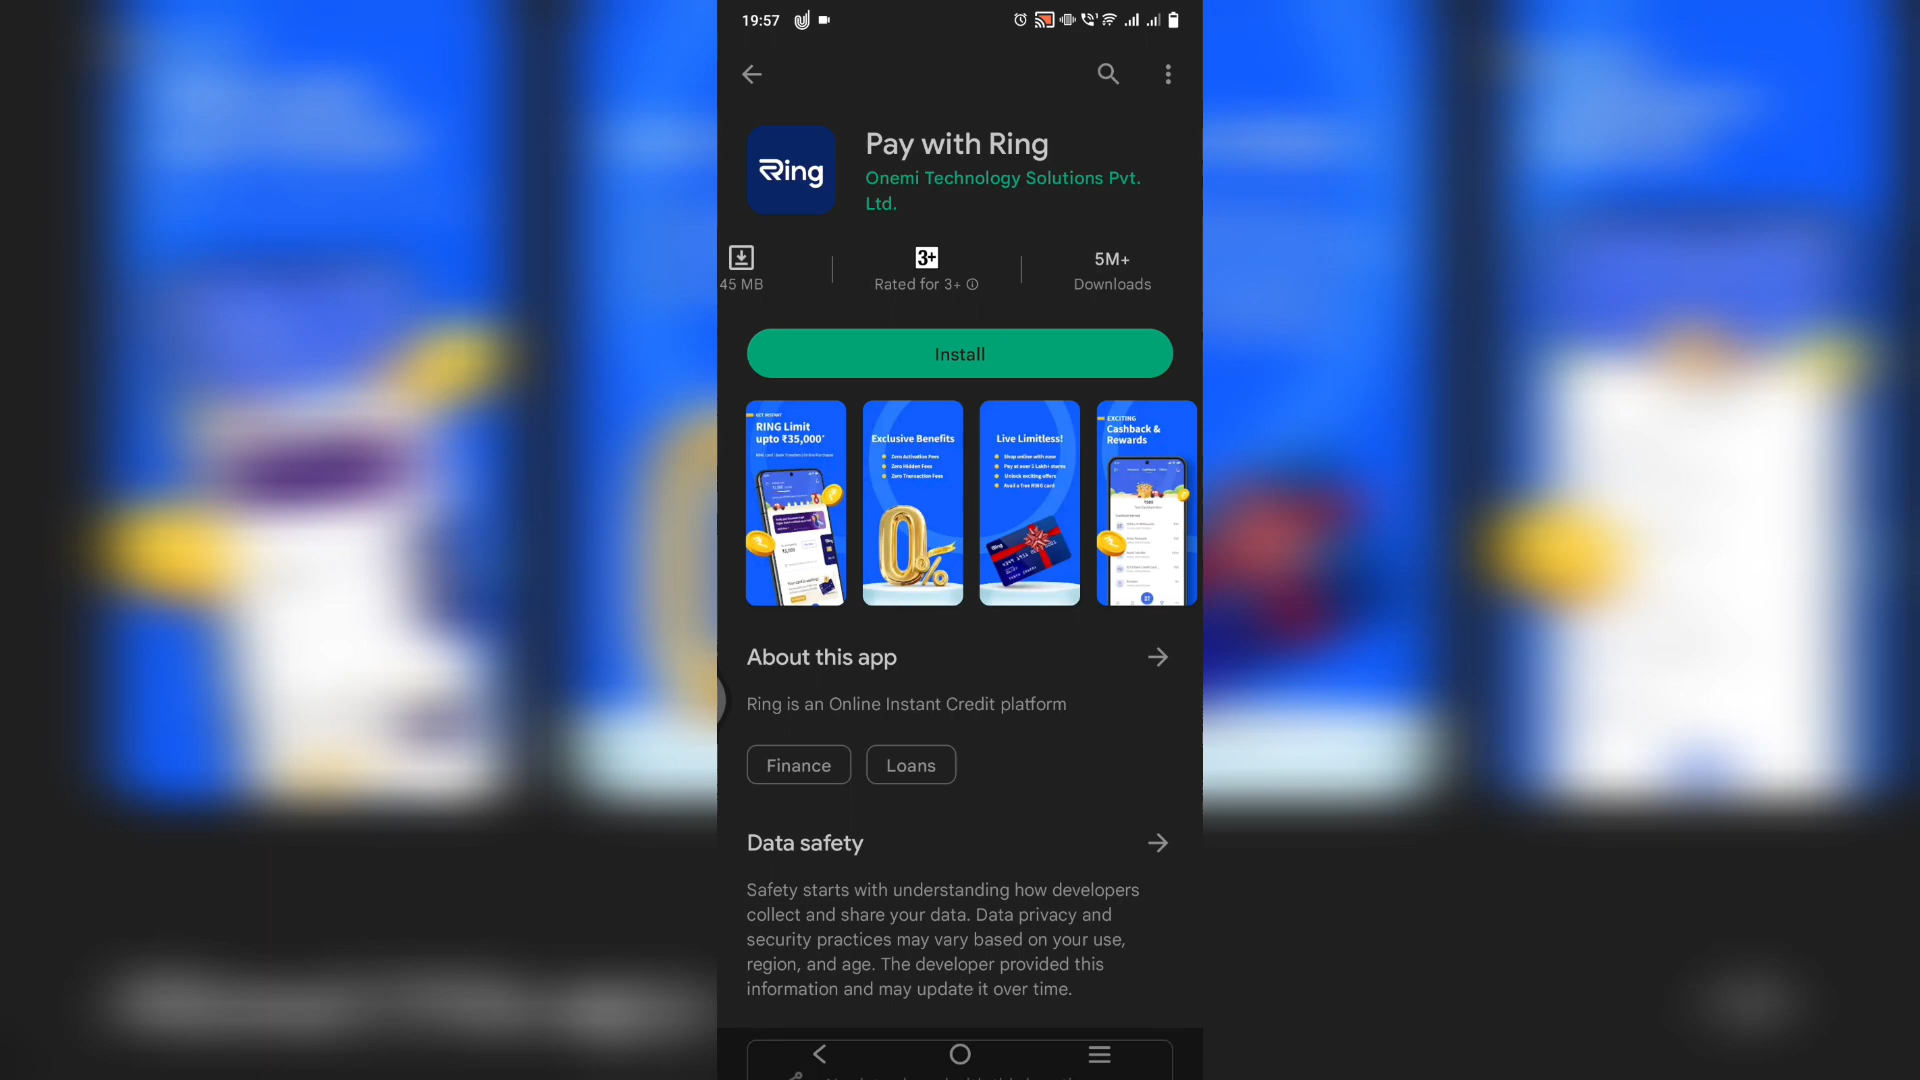 19:57
Ring
Pay with Ring
Onemi Technology Solutions Pvt.
Ltd.
45 MB
3+
Rated for 3+
5M+
Downloads
Install
GET INSTANT
RING Limit
upto ₹35,000*
Exclusive Benefits
Zero Activation Fees
Zero Hidden Fees
Zero Transaction Fees
0%
Live Limitless!
Shop online with ease
Pay at over 3 Lakh+ stores
Unlock exciting offers
Avail a free RING card
Ring
EXCITING
Cashback &
Rewards
About this app
Ring is an Online Instant Credit platform
Finance
Loans
Data safety
Safety starts with understanding how developers
collect and share your data. Data privacy and
security practices may vary based on your use,
region, and age. The developer provided this
information and may update it over time.